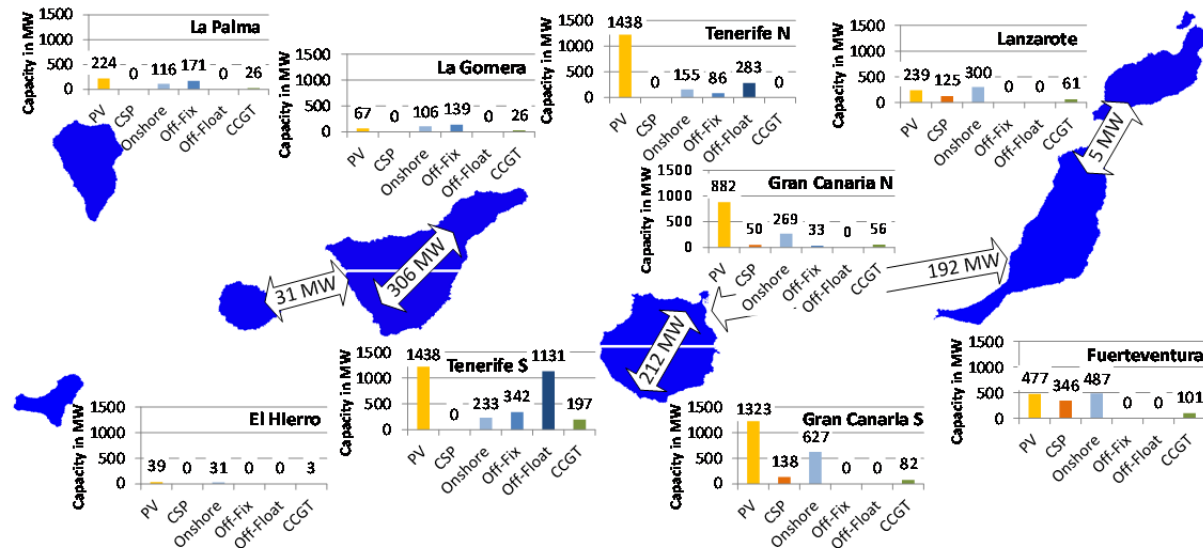 La Palma
Capacity in MW
1500
1000
500
0
224 0 116 171 0 26
PV CSP Onshore Off-Fix Off-Float CCGT
La Gomera
Capacity in MW
1500
1000
500
0
67 0 106 139 0 26
PV CSP Onshore Off-Fix Off-Float CCGT
Tenerife N
Capacity in MW
1500
1000
500
0
1438 0 155 86 283 0
PV CSP Onshore Off-Fix Off-Float CCGT
Lanzarote
Capacity in MW
1500
1000
500
0
239 125 300 0 0 61
PV CSP Onshore Off-Fix Off-Float CCGT
5 MW
Gran Canaria N
Capacity in MW
1500
1000
500
0
882 50 269 33 0 56
PV CSP Onshore Off-Fix Off-Float CCGT
31 MW
306 MW
192 MW
212 MW
El HIerro
Capacity in MW
1500
1000
500
0
39 0 31 0 0 3
PV CSP Onshore Off-Fix Off-Float CCGT
Tenerife S
Capacity in MW
1500
1000
500
0
1438 0 233 342 1131 197
PV CSP Onshore Off-Fix Off-Float CCGT
Gran Canaria S
Capacity in MW
1500
1000
500
0
1323 138 627 0 0 82
PV CSP Onshore Off-Fix Off-Float CCGT
Fuerteventura
Capacity in MW
1500
1000
500
0
477 346 487 0 0 101
PV CSP Onshore Off-Fix Off-Float CCGT